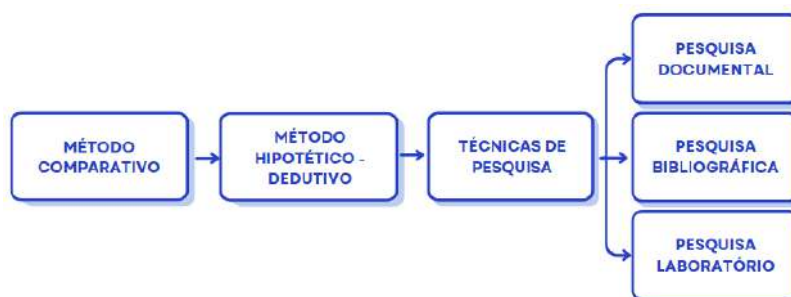 MÉTODO
COMPARATIVO
MÉTODO
HIPOTÉTICO -
DEDUTIVO
TÉCNICAS DE
PESQUISA
PESQUISA
DOCUMENTAL
PESQUISA
BIBLIOGRÁFICA
PESQUISA
LABORATÓRIO